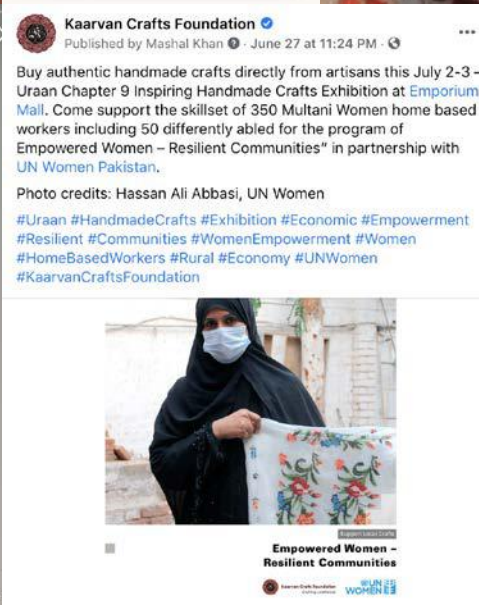 Kaarvan Crafts Foundation
Published by Mashal Khan · June 27 at 11:24 PM ·
Buy authentic handmade crafts directly from artisans this July 2-3 -
Uraan Chapter 9 Inspiring Handmade Crafts Exhibition at Emporium
Mall. Come support the skillset of 350 Multani Women home based
workers including 50 differently abled for the program of
Empowered Women – Resilient Communities" in partnership with
UN Women Pakistan.
Photo credits: Hassan Ali Abbasi, UN Women
#Uraan #HandmadeCrafts #Exhibition #Economic #Empowerment
#Resilient #Communities #WomenEmpowerment #Women
#HomeBasedWorkers #Rural #Economy #UNWomen
#KaarvanCraftsFoundation
Support Local Crafts
Empowered Women –
Resilient Communities
Kaarvan Crafts Foundation
UN
WOMEN